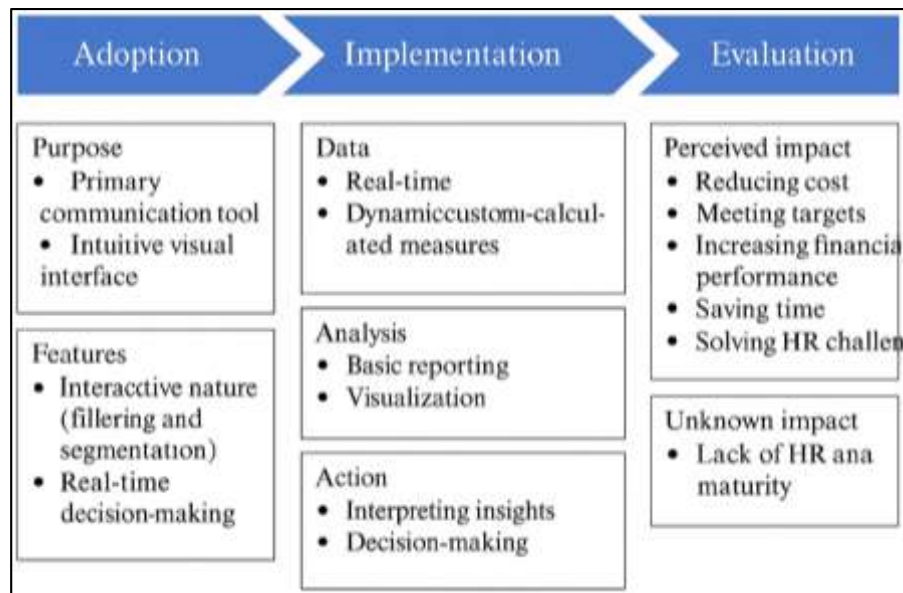 Adoption
Implementation
Evaluation
Purpose
• Primary
communication tool
• Intuitive visual
interface
Features
• Interacctive nature
(fillering and
segmentation)
• Real-time
decision-making
Data
• Real-time
• Dynamiccustomı-calcul-
ated measures
Analysis
• Basic reporting
• Visualization
Action
• Interpreting insights
• Decision-making
Perceived impact
• Reducing cost
• Meeting targets
• Increasing financia
performance
• Saving time
• Solving HR challen
Unknown impact
• Lack of HR ana
maturity